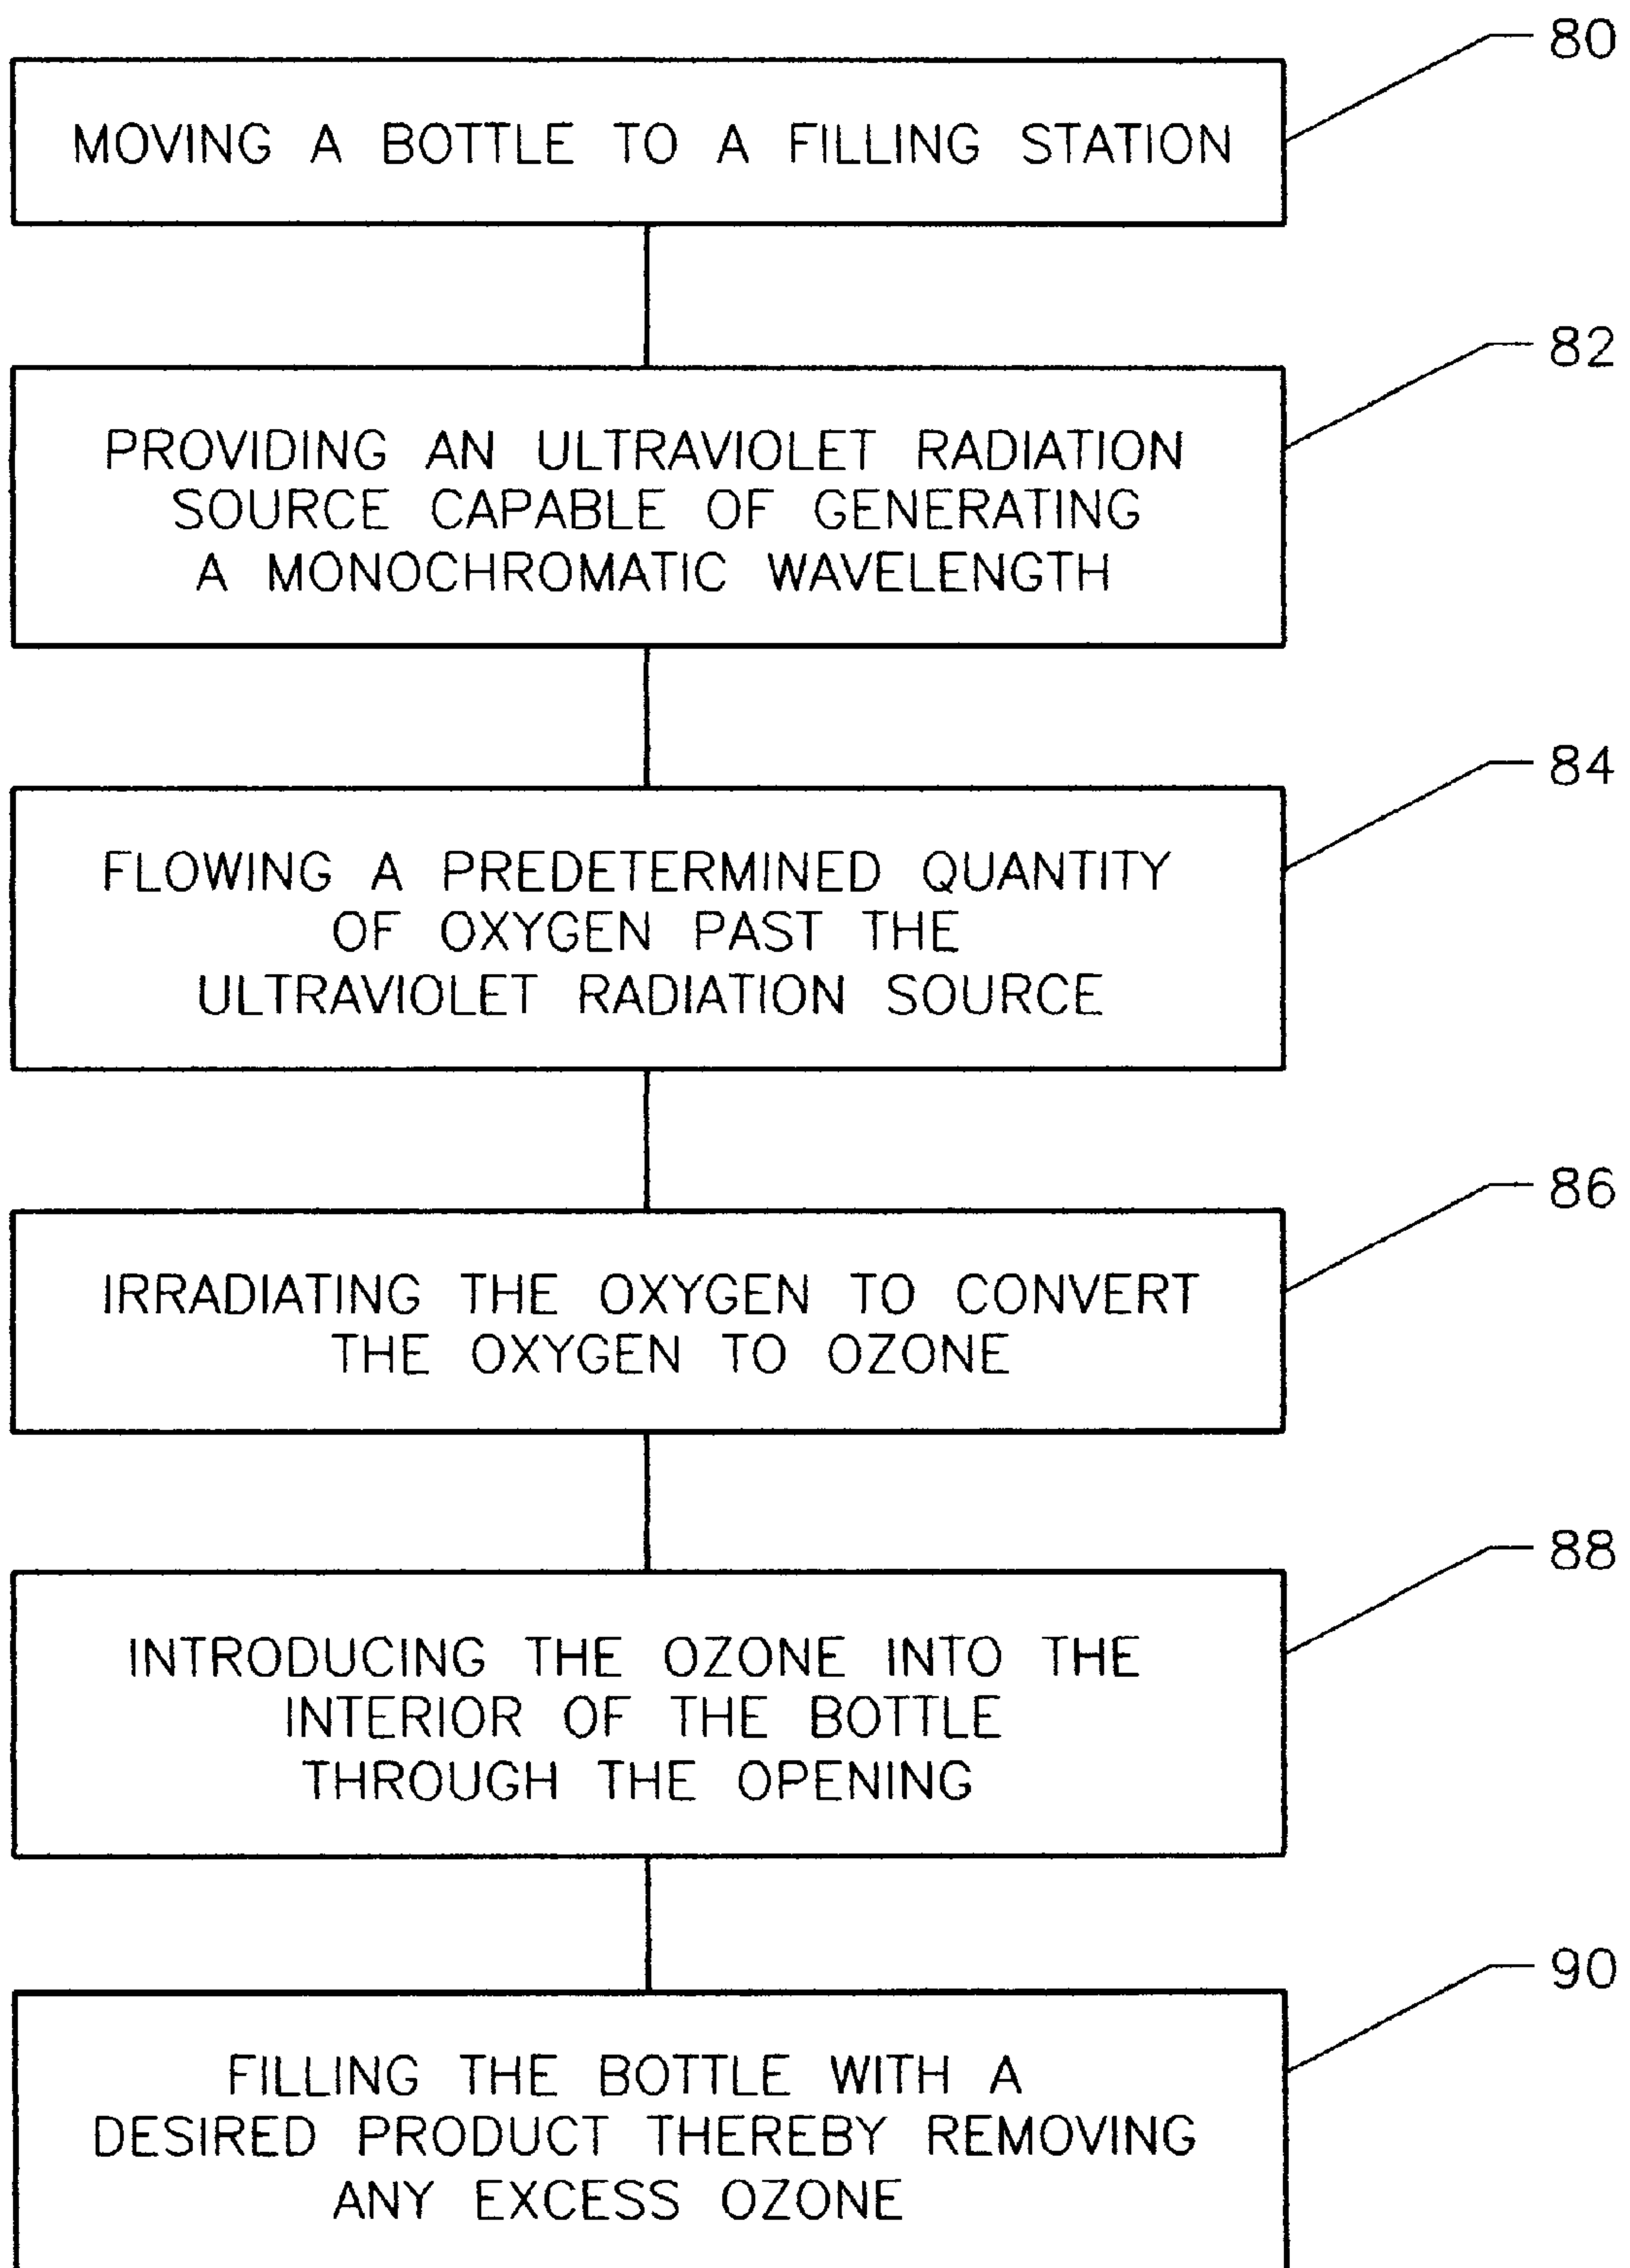 80
MOVING A BOTTLE TO A FILLING STATION
82
PROVIDING AN ULTRAVIOLET RADIATION
SOURCE CAPABLE OF GENERATING
A MONOCHROMATIC WAVELENGTH
84
FLOWING A PREDETERMINED QUANTITY
OF OXYGEN PAST THE
ULTRAVIOLET RADIATION SOURCE
86
IRRADIATING THE OXYGEN TO CONVERT
THE OXYGEN TO OZONE
88
INTRODUCING THE OZONE INTO THE
INTERIOR OF THE BOTTLE
THROUGH THE OPENING
90
FILLING THE BOTTLE WITH A
DESIRED PRODUCT THEREBY REMOVING
ANY EXCESS OZONE